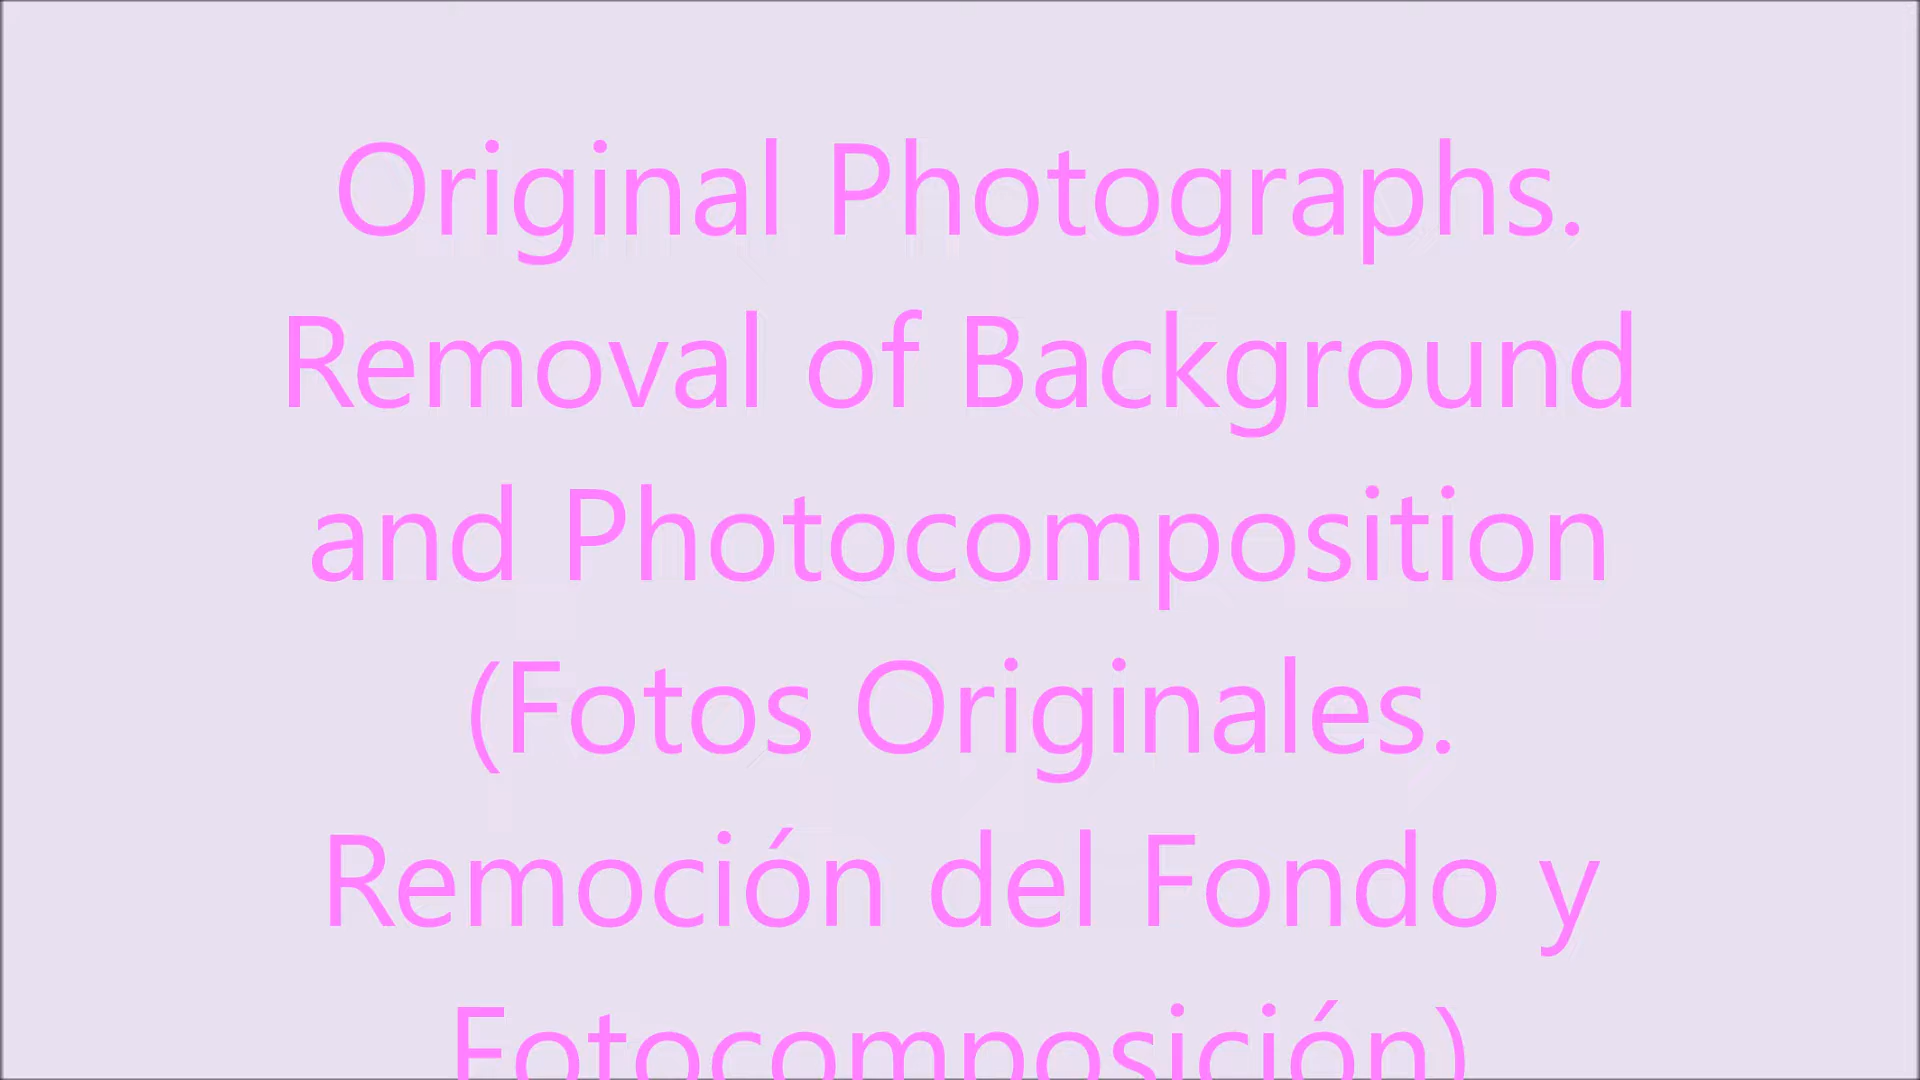 Original Photographs.
Removal of Background
and Photocomposition
(Fotos Originales.
Remoción del Fondo y
Fotocomposición)